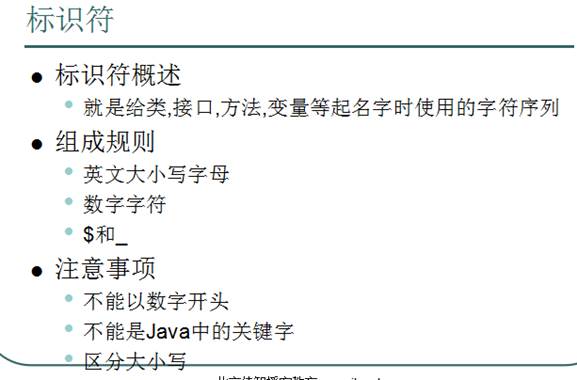 标识符
标识符概述
就是给类,接口,方法,变量等起名字时使用的字符序列
组成规则
英文大小写字母
数字字符
$和_
注意事项
不能以数字开头
不能是Java中的关键字
区分大小写